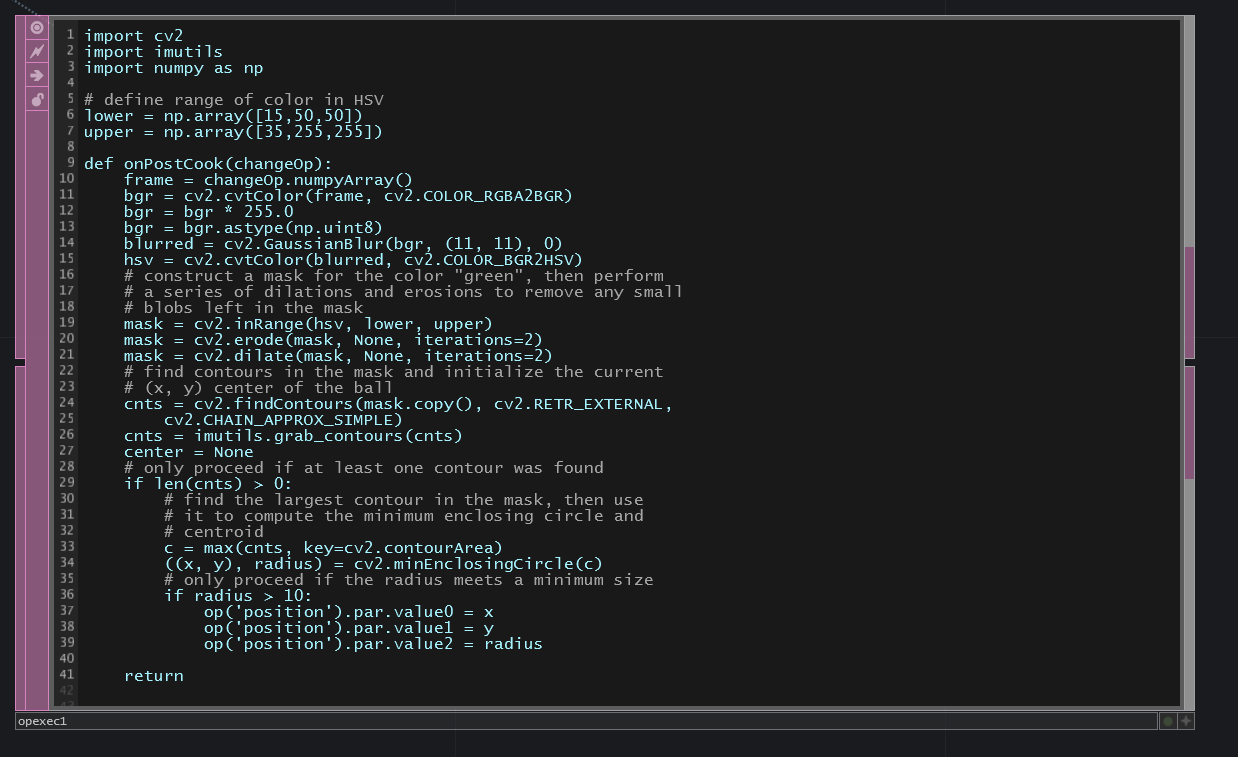 1 import cv2
2 import imutils
3 import numpy as np
4
5 # define range of color in HSV
6 lower = np.array([15,50,50])
7 upper = np.array([35,255,255])
8
9 def onPostCook(changeOp):
10     frame = changeOp.numpyArray()
11     bgr = cv2.cvtColor(frame, cv2.COLOR_RGBA2BGR)
12     bgr = bgr * 255.0
13     bgr = bgr.astype(np.uint8)
14     blurred = cv2.GaussianBlur(bgr, (11, 11), 0)
15     hsv = cv2.cvtColor(blurred, cv2.COLOR_BGR2HSV)
16     # construct a mask for the color "green", then perform
17     # a series of dilations and erosions to remove any small
18     # blobs left in the mask
19     mask = cv2.inRange(hsv, lower, upper)
20     mask = cv2.erode(mask, None, iterations=2)
21     mask = cv2.dilate(mask, None, iterations=2)
22     # find contours in the mask and initialize the current
23     # (x, y) center of the ball
24     cnts = cv2.findContours(mask.copy(), cv2.RETR_EXTERNAL,
25         cv2.CHAIN_APPROX_SIMPLE)
26     cnts = imutils.grab_contours(cnts)
27     center = None
28     # only proceed if at least one contour was found
29     if len(cnts) > 0:
30         # find the largest contour in the mask, then use
31         # it to compute the minimum enclosing circle and
32         # centroid
33         c = max(cnts, key=cv2.contourArea)
34         ((x, y), radius) = cv2.minEnclosingCircle(c)
35         # only proceed if the radius meets a minimum size
36         if radius > 10:
37             op('position').par.value0 = x
38             op('position').par.value1 = y
39             op('position').par.value2 = radius
40
41     return
42
opexec1